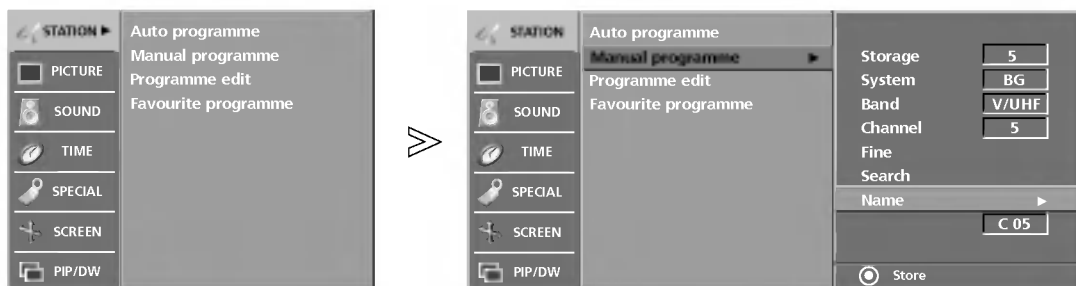 STATION
PICTURE
SOUND
TIME
SPECIAL
SCREEN
PIP/DW
Auto programme
Manual programme
Programme edit
Favourite programme
STATION
PICTURE
SOUND
TIME
SPECIAL
SCREEN
PIP/DW
Auto programme
Manual programme
Programme edit
Favourite programme
Storage 5
System BG
Band V/UHF
Channel 5
Fine
Search
Name
C 05
Store